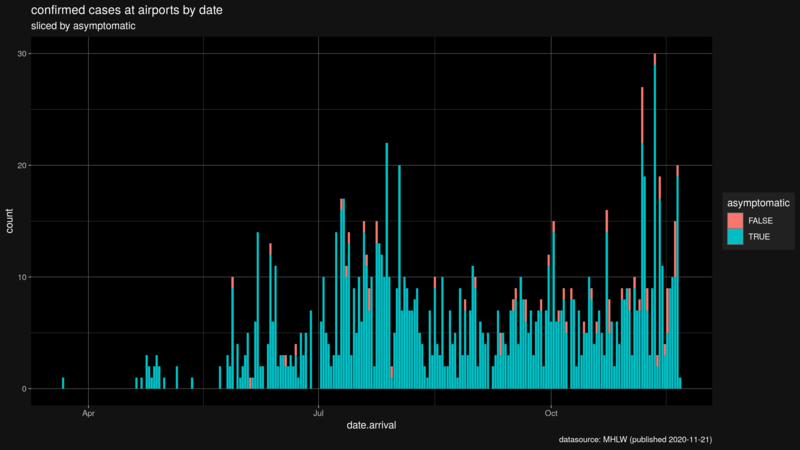 confirmed cases at airports by date
sliced by asymptomatic
30
20
10
0
count
Apr
Jul
Oct
date.arrival
asymptomatic
FALSE
TRUE
datasource: MHLW (published 2020-11-21)